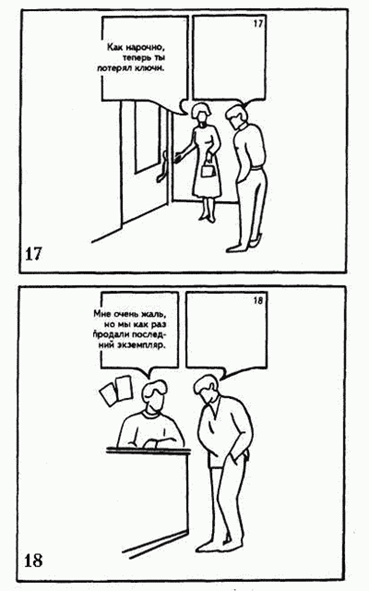 Как нарочно,
теперь ты
потерял ключи.
17
17
Мне очень жаль,
но мы как раз
продали послед-
ний экземпляр.
18
18